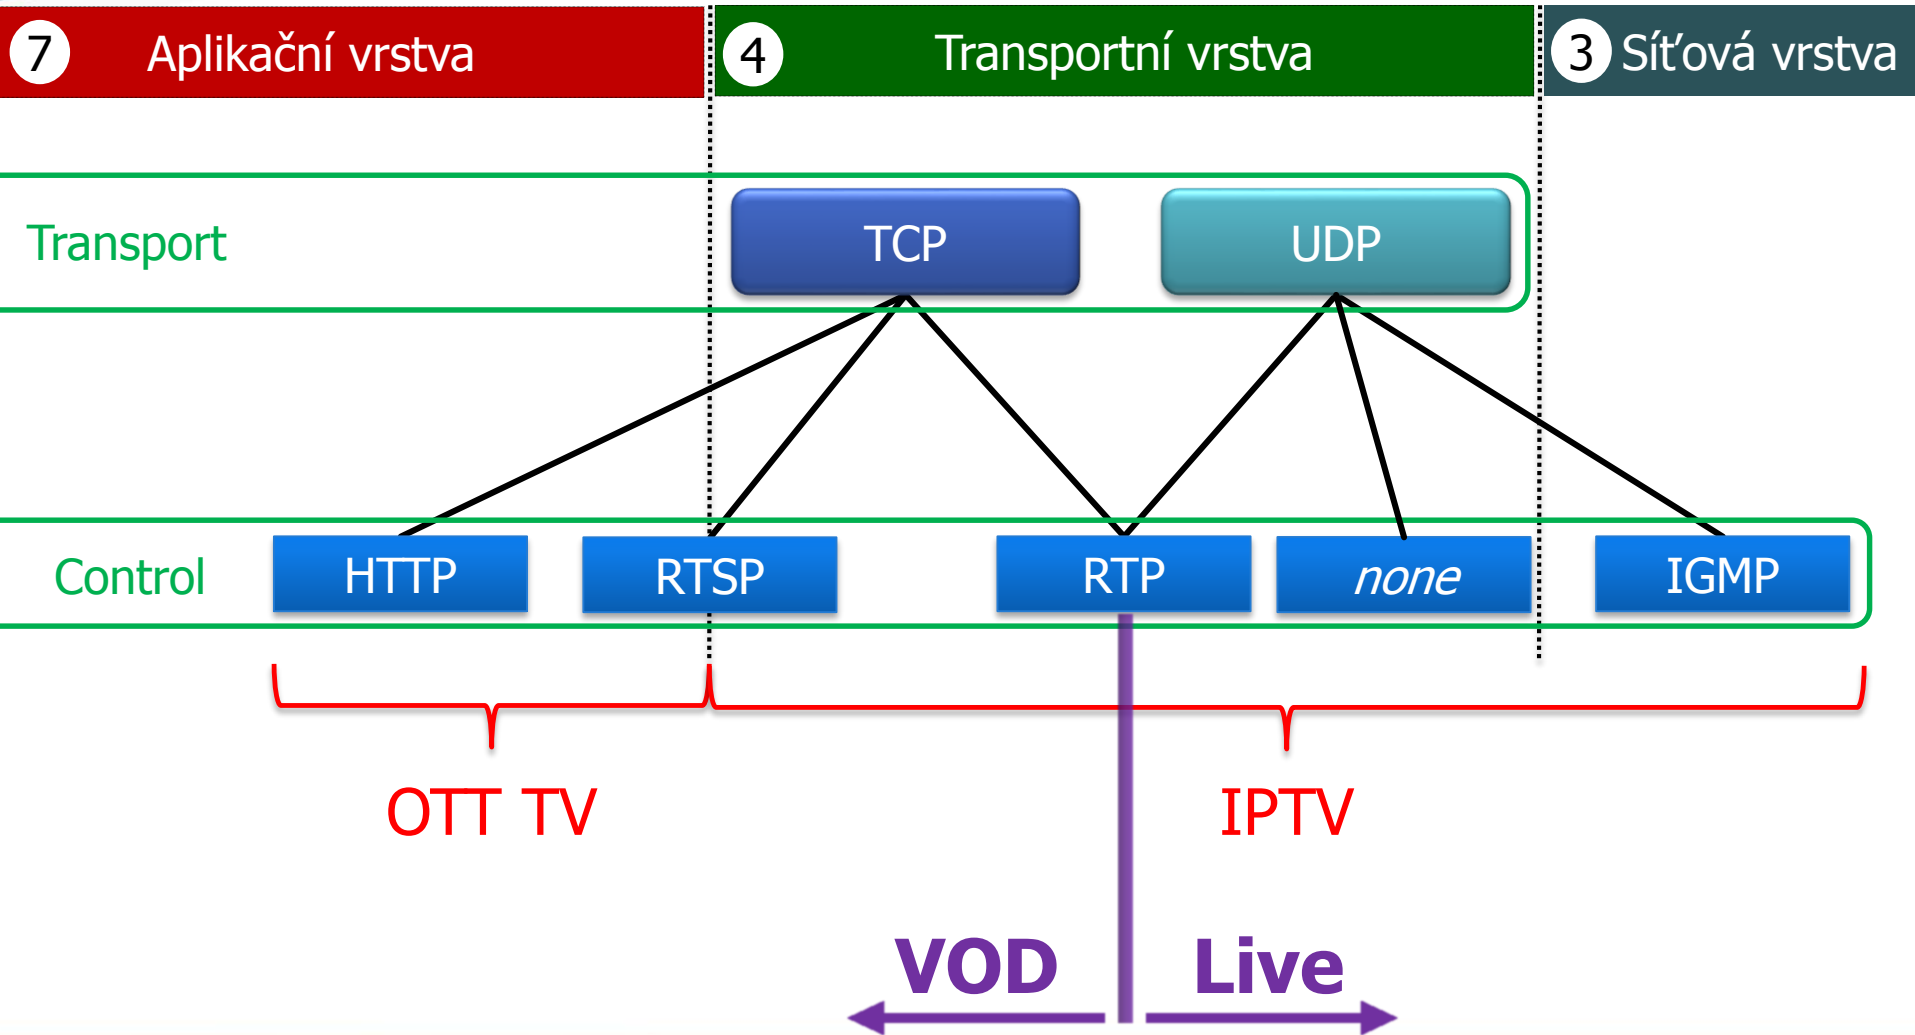 7 Aplikační vrstva 4 Transportní vrstva 3 Síťová vrstva
Transport TCP UDP
Control HTTP RTSP RTP none IGMP
OTT TV IPTV
VOD Live